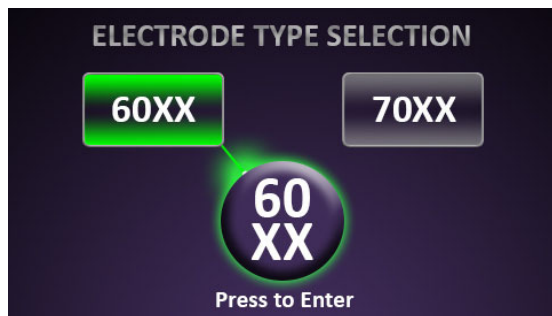 ELECTRODE TYPE SELECTION
60XX
70XX
60
XX
Press to Enter